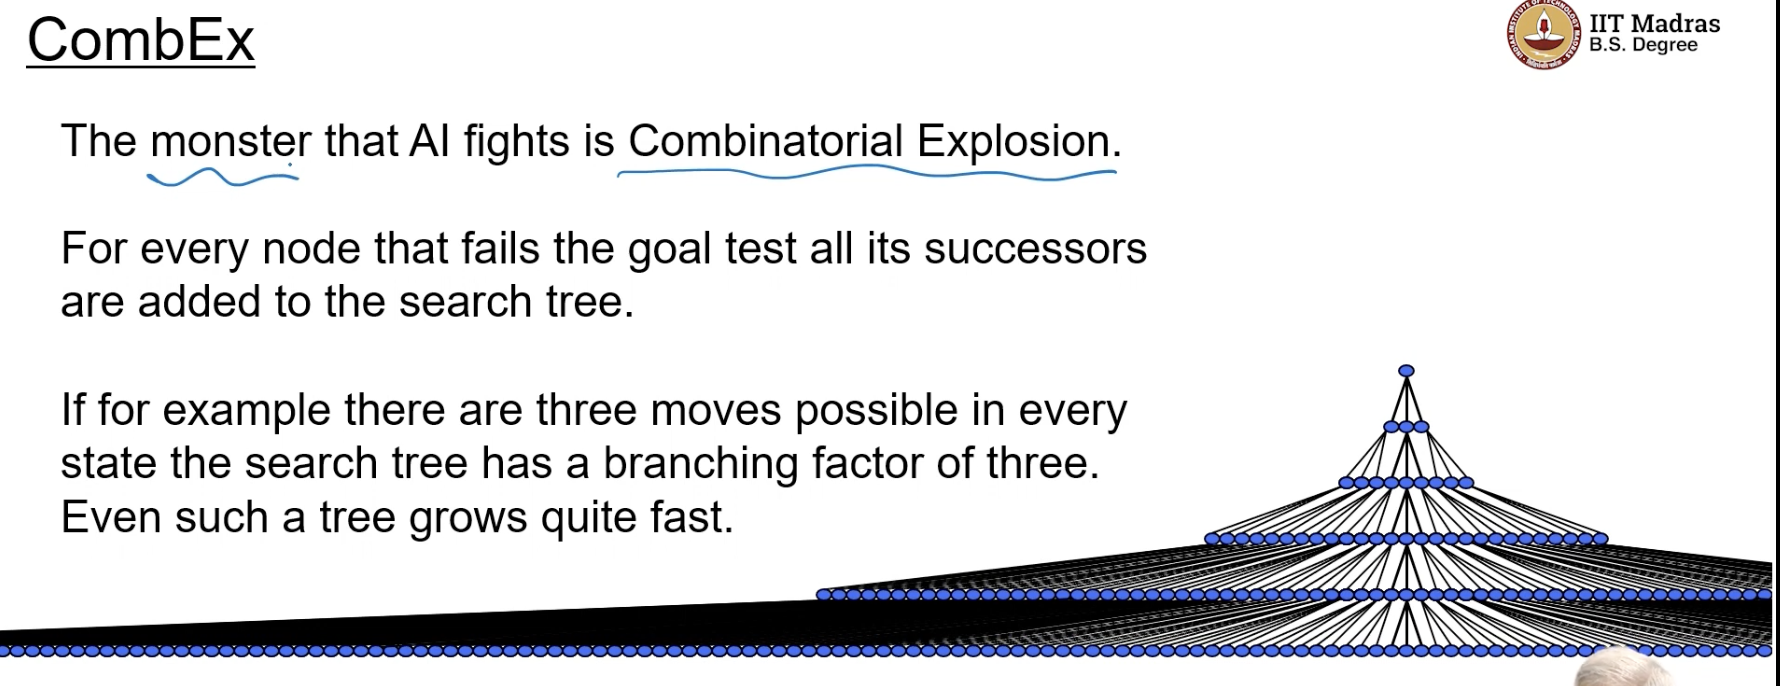 CombEx
IIT Madras
B.S. Degree
The monster that AI fights is Combinatorial Explosion.
For every node that fails the goal test all its successors
are added to the search tree.
If for example there are three moves possible in every
state the search tree has a branching factor of three.
Even such a tree grows quite fast.